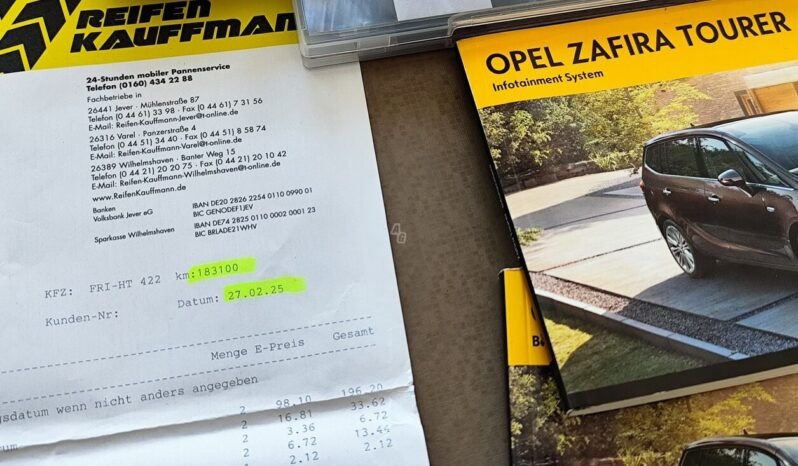 REIFEN
KAUFFMANN
24-Stunden mobiler Pannenservice
Telefon (0160) 434 22 88
Fachbetriebe in
26441 Jever · Mühlenstraße 87
Telefon (0 44 61) 33 98 · Fax (0 44 61) 7 31 56
E-Mail: Reifen-Kauffmann-Jever@t-online.de
26316 Varel · Panzerstraße 4
Telefon (0 44 51) 34 40 · Fax (0 44 51) 8 58 74
E-Mail: Reifen-Kauffmann-Varel@t-online.de
26389 Wilhelmshaven · Banter Weg 15
Telefon (0 44 21) 20 20 75 · Fax (0 44 21) 20 10 42
E-Mail: Reifen-Kauffmann-Wilhelmshaven@t-online.de
www.ReifenKauffmann.de
Banken
Volksbank Jever eG
IBAN DE20 2826 2254 0110 0990 01
BIC GENODEF1JEV
Sparkasse Wilhelmshaven
IBAN DE74 2825 0110 0002 0001 23
BIC BRLADE21WHV
KFZ: FRI-HT 422 km:183100
Kunden-Nr: Datum: 27.02.25
Menge E-Preis Gesamt
gsdatum wenn nicht anders angegeben
2 98.10 196.20
2 16.81 33.62
2 3.36 6.72
2 6.72 13.44
2 2.12 2.12
OPEL ZAFIRA TOURER
Infotainment System
AG